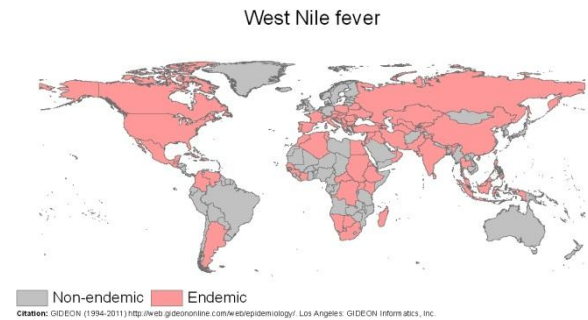 West Nile fever
Non-endemic Endemic
Citation: GIDEON (1994-2011) http://web.gideononline.com/web/epidemiology/. Los Angeles: GIDEON Informatics, Inc.